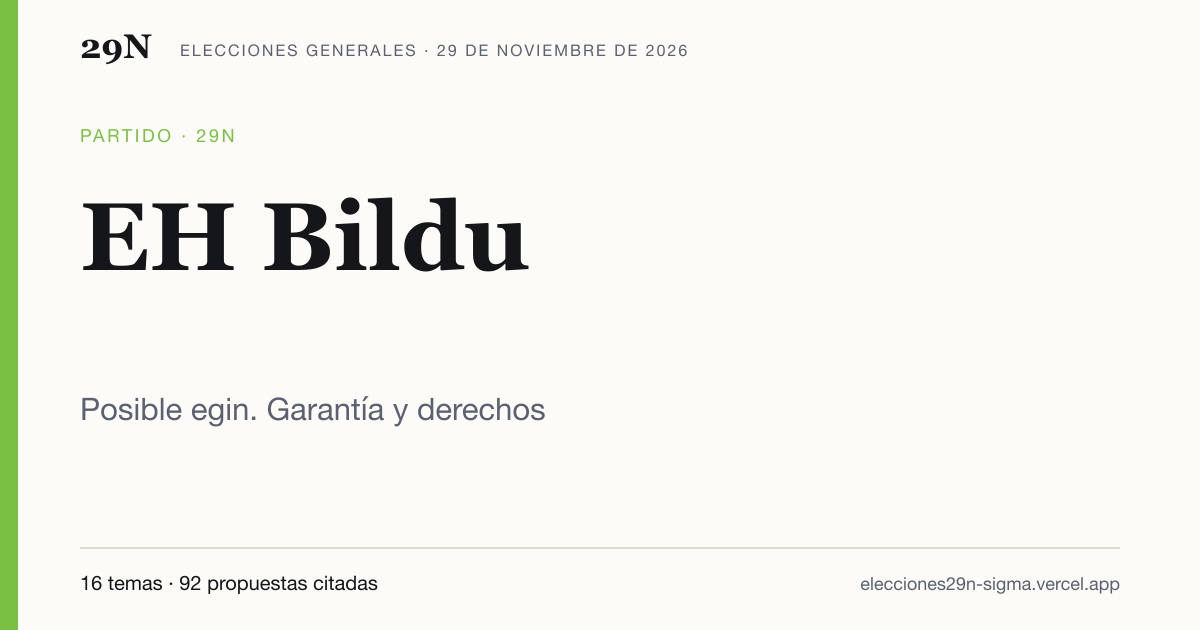 29N ELECCIONES GENERALES · 29 DE NOVIEMBRE DE 2026
PARTIDO · 29N
EH Bildu
Posible egin. Garantía y derechos
16 temas · 92 propuestas citadas
elecciones29n-sigma.vercel.app